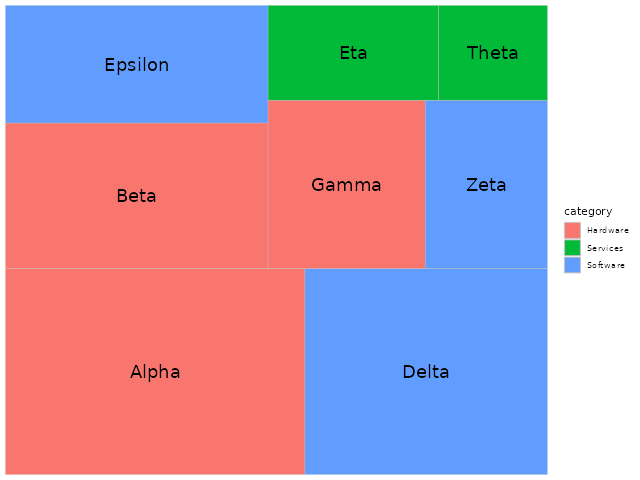 Epsilon
Eta
Theta
Beta
Gamma
Zeta
Alpha
Delta
category
Hardware
Services
Software